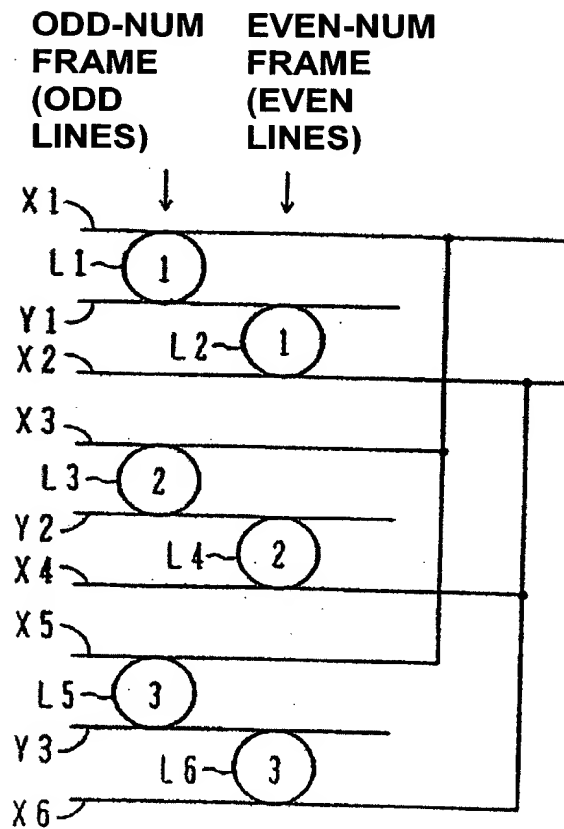 ODD-NUM FRAME (ODD LINES)
EVEN-NUM FRAME (EVEN LINES)
X1
L1
1
Y1
L2
1
X2
X3
L3
2
Y2
L4
2
X4
X5
L5
3
Y3
L6
3
X6